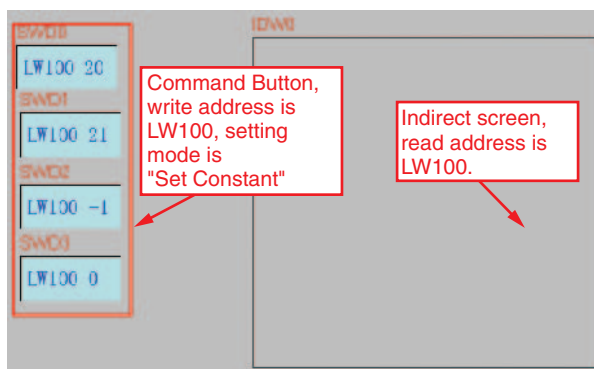 SWD0
LW100 20
SWD1
LW100 21
SWD2
LW100 -1
SWD3
LW100 0
Command Button,
write address is
LW100, setting
mode is
"Set Constant"
IDW0
Indirect screen,
read address is
LW100.